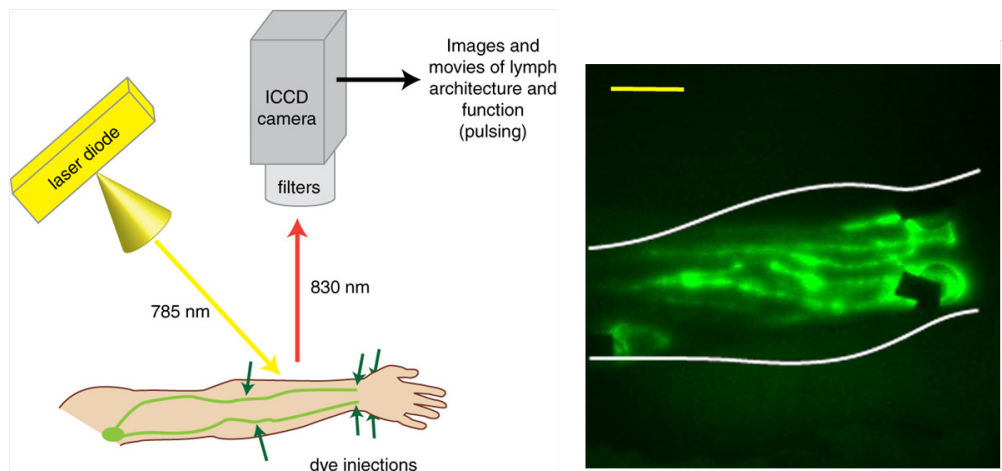 Images and
movies of lymph
architecture and
function
(pulsing)
ICCD
camera
laser diode
filters
830 nm
785 nm
dye injections